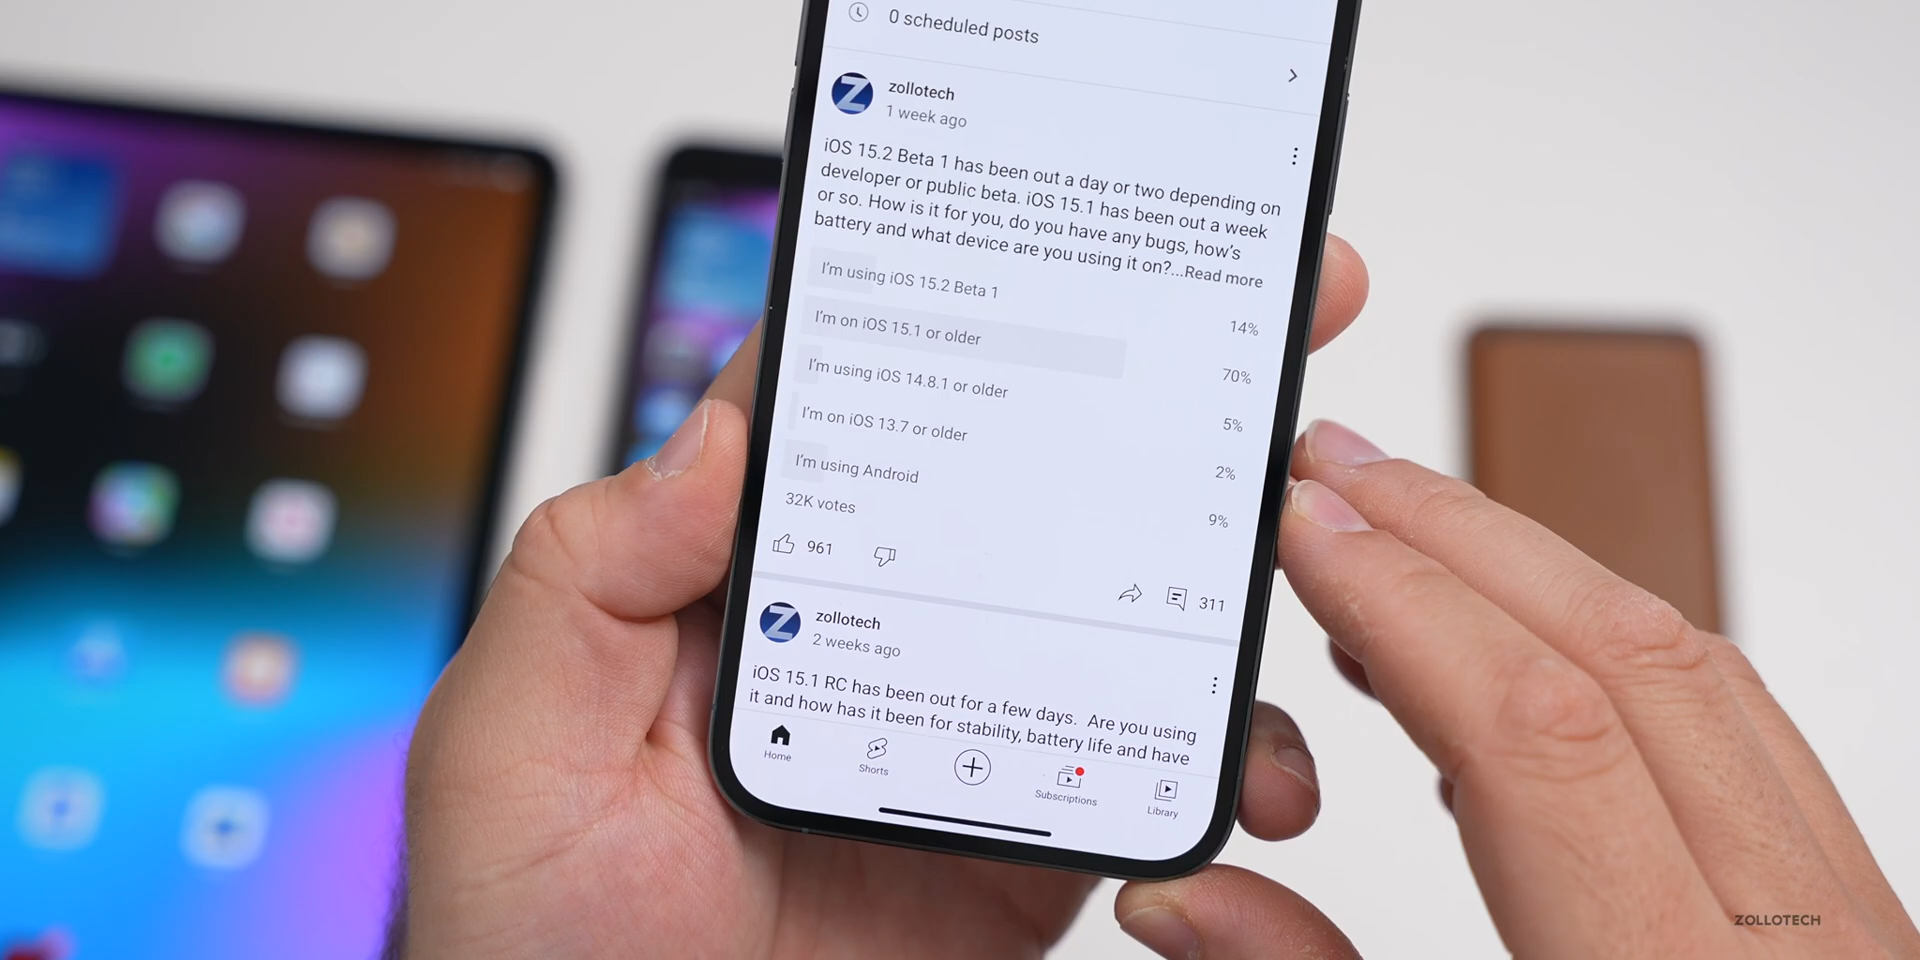 0 scheduled posts
Z
zollotech
1 week ago
iOS 15.2 Beta 1 has been out a day or two depending on
developer or public beta. iOS 15.1 has been out a week
or so. How is it for you, do you have any bugs, how’s
battery and what device are you using it on?...Read more
I’m using iOS 15.2 Beta 1 14%
I’m on iOS 15.1 or older 70%
I’m using iOS 14.8.1 or older 5%
I’m on iOS 13.7 or older 2%
I’m using Android 9%
32K votes
961
311
Z
zollotech
2 weeks ago
iOS 15.1 RC has been out for a few days. Are you using
it and how has it been for stability, battery life and have
Home Shorts Subscriptions Library
ZOLLOTECH